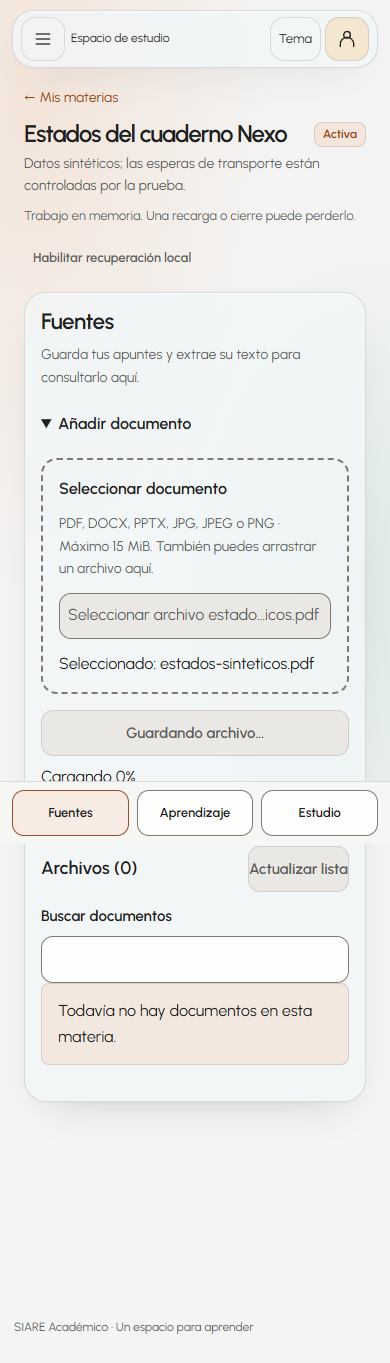 Espacio de estudio
Tema
← Mis materias
Estados del cuaderno Nexo
Activa
Datos sintéticos; las esperas de transporte están
controladas por la prueba.
Trabajo en memoria. Una recarga o cierre puede perderlo.
Habilitar recuperación local
Fuentes
Guarda tus apuntes y extrae su texto para
consultarlo aquí.
▼ Añadir documento
Seleccionar documento
PDF, DOCX, PPTX, JPG, JPEG o PNG ·
Máximo 15 MiB. También puedes arrastrar
un archivo aquí.
Seleccionar archivo estado...icos.pdf
Seleccionado: estados-sinteticos.pdf
Guardando archivo...
Cargando 0%
Fuentes
Aprendizaje
Estudio
Archivos (0)
Actualizar lista
Buscar documentos
Todavía no hay documentos en esta
materia.
SIARE Académico · Un espacio para aprender